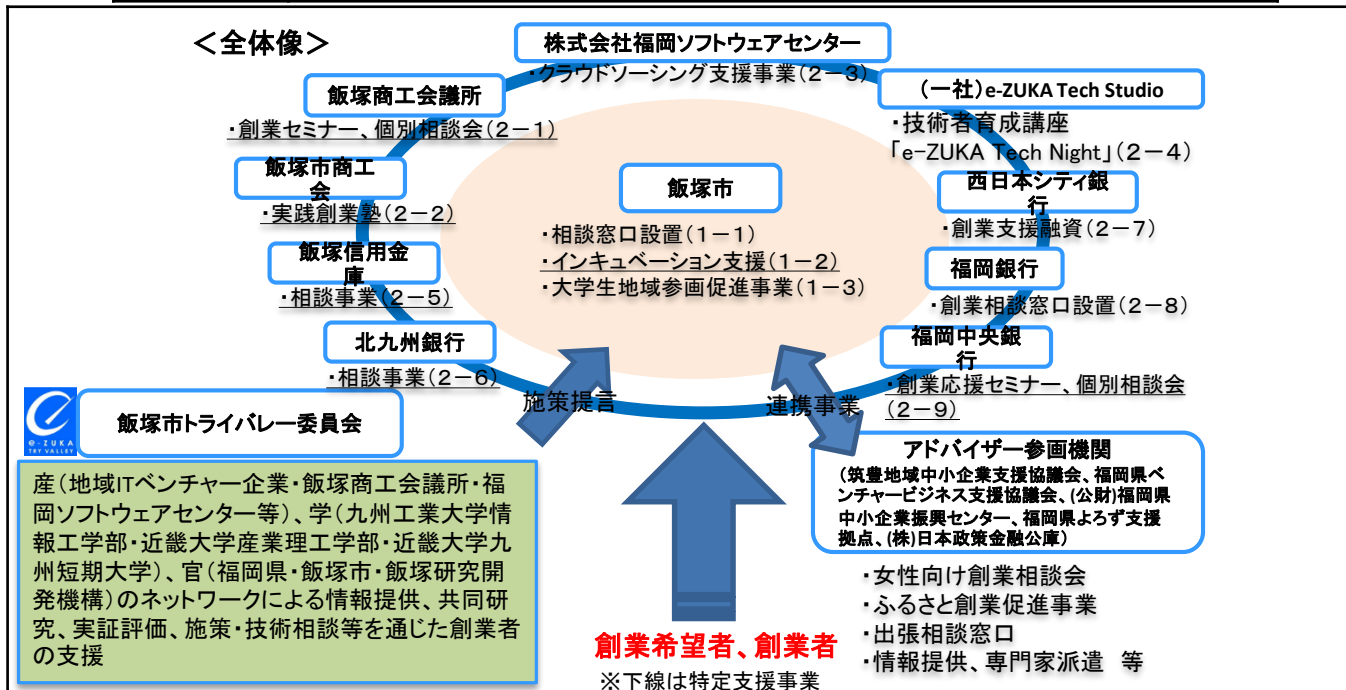 ＜全体像＞
株式会社福岡ソフトウェアセンター
・クラウドソーシング支援事業(2－3)
飯塚商工会議所
・創業セミナー、個別相談会(2－1)
飯塚市商工
会
・実践創業塾(2－2)
飯塚信用金
庫
・相談事業(2－5)
北九州銀行
・相談事業(2－6)
飯塚市
・相談窓口設置(1－1)
・インキュベーション支援(1－2)
・大学生地域参画促進事業(1－3)
(一社)e-ZUKA Tech Studio
・技術者育成講座
「e-ZUKA Tech Night」(2－4)
西日本シティ銀
行
・創業支援融資(2－7)
福岡銀行
・創業相談窓口設置(2－8)
福岡中央銀
行
・創業応援セミナー、個別相談会
(2－9)
施策提言
連携事業
e-ZUKA
TRY VALLEY
飯塚市トライバレー委員会
産(地域ITベンチャー企業・飯塚商工会議所・福
岡ソフトウェアセンター等)、学(九州工業大学情
報工学部・近畿大学産業理工学部・近畿大学九
州短期大学)、官(福岡県・飯塚市・飯塚研究開
発機構)のネットワークによる情報提供、共同研
究、実証評価、施策・技術相談等を通じた創業者
の支援
アドバイザー参画機関
(筑豊地域中小企業支援協議会、福岡県ベ
ンチャービジネス支援協議会、(公財)福岡県
中小企業振興センター、福岡県よろず支援
拠点、(株)日本政策金融公庫)
・女性向け創業相談会
・ふるさと創業促進事業
・出張相談窓口
・情報提供、専門家派遣　等
創業希望者、創業者
※下線は特定支援事業